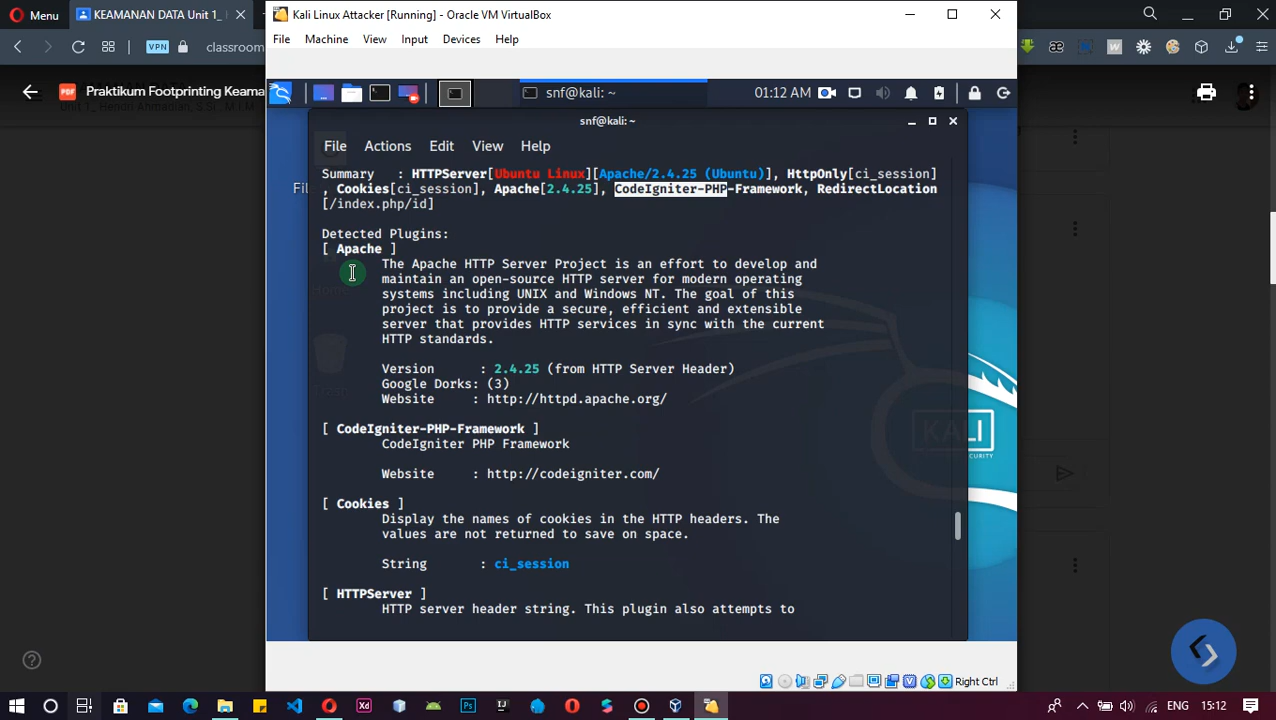 Menu
KEAMANAN DATA Unit 1_
VPN
classroom
Praktikum Footprinting Keama
Unit 1_ Hendri Ahmadian, S.Si., M.I.M
Kali Linux Attacker [Running] - Oracle VM VirtualBox
File Machine View Input Devices Help
snf@kali: ~
01:12 AM
snf@kali: ~
File Actions Edit View Help
Summary : HTTPServer[Ubuntu Linux][Apache/2.4.25 (Ubuntu)], HttpOnly[ci_session]
, Cookies[ci_session], Apache[2.4.25], CodeIgniter-PHP-Framework, RedirectLocation
[/index.php/id]
Detected Plugins:
[ Apache ]
The Apache HTTP Server Project is an effort to develop and
maintain an open-source HTTP server for modern operating
systems including UNIX and Windows NT. The goal of this
project is to provide a secure, efficient and extensible
server that provides HTTP services in sync with the current
HTTP standards.
Version : 2.4.25 (from HTTP Server Header)
Google Dorks: (3)
Website : http://httpd.apache.org/
[ CodeIgniter-PHP-Framework ]
CodeIgniter PHP Framework
Website : http://codeigniter.com/
[ Cookies ]
Display the names of cookies in the HTTP headers. The
values are not returned to save on space.
String : ci_session
[ HTTPServer ]
HTTP server header string. This plugin also attempts to
KALI
Right Ctrl
15:12